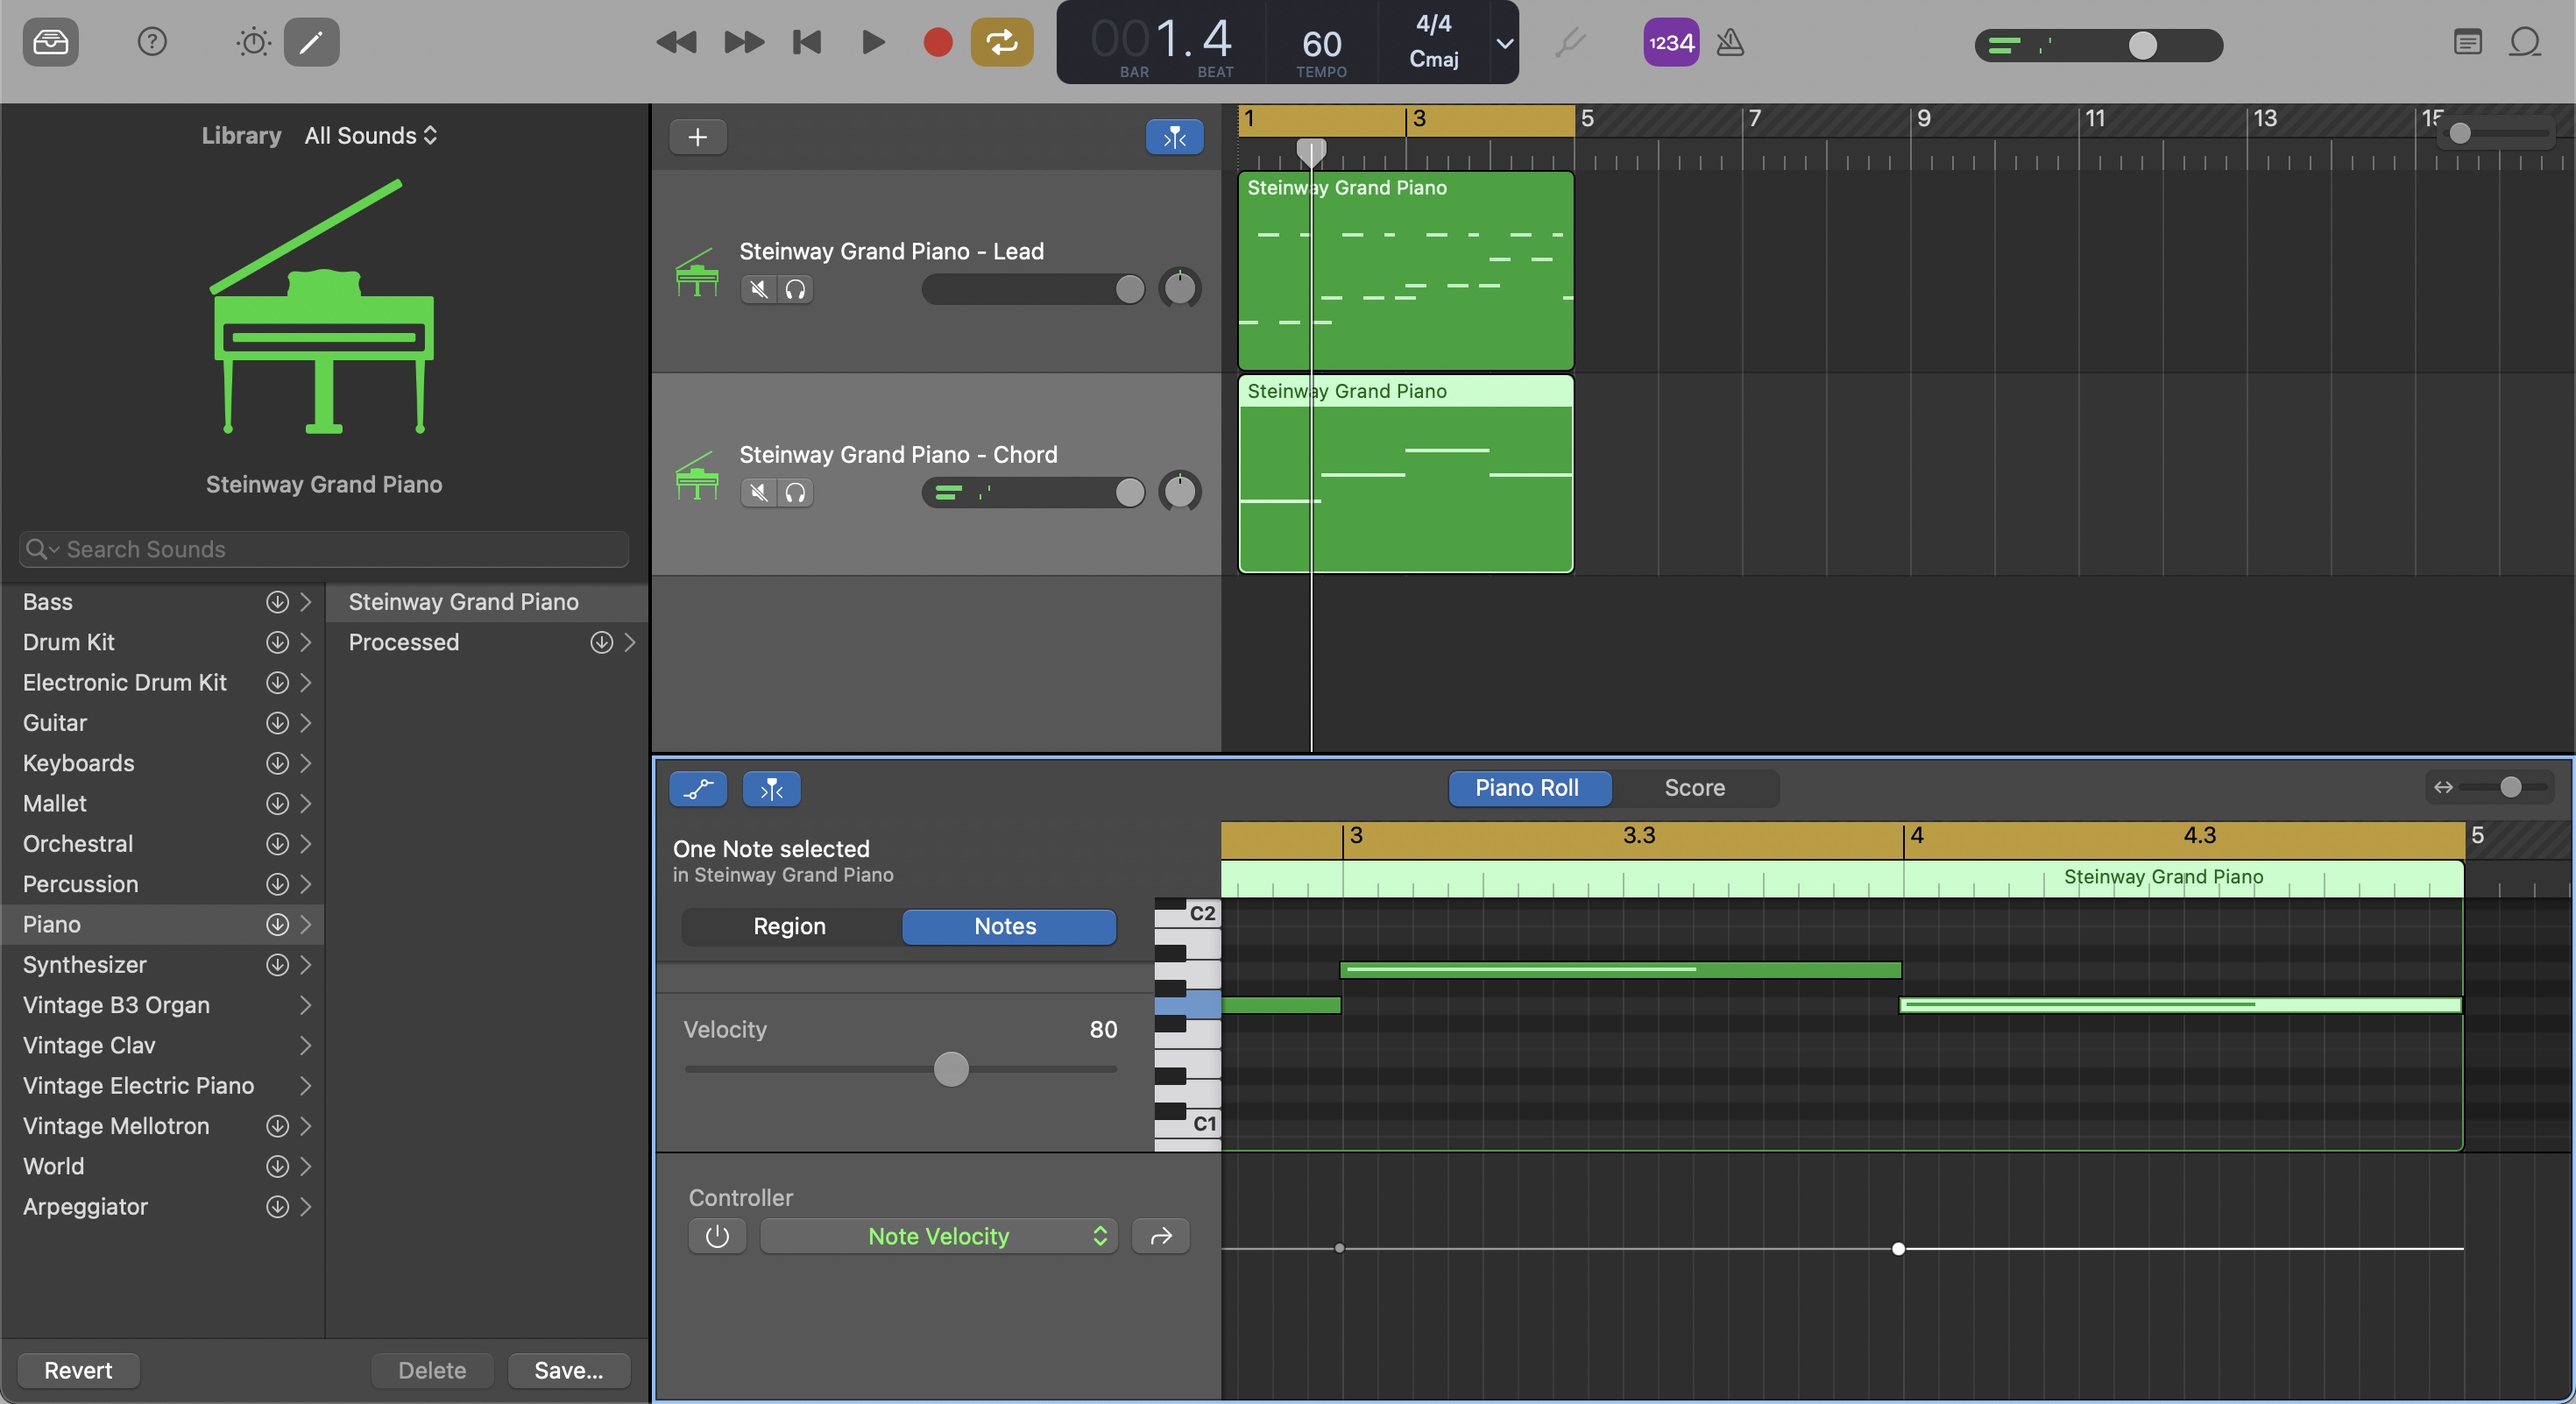 001.4
BAR
BEAT
60
TEMPO
4/4
Cmaj
1234
Library All Sounds
Steinway Grand Piano
Search Sounds
Bass
Drum Kit
Electronic Drum Kit
Guitar
Keyboards
Mallet
Orchestral
Percussion
Piano
Synthesizer
Vintage B3 Organ
Vintage Clav
Vintage Electric Piano
Vintage Mellotron
World
Arpeggiator
Steinway Grand Piano
Processed
Revert
Delete
Save...
1 3 5 7 9 11 13 15
Steinway Grand Piano - Lead
Steinway Grand Piano
Steinway Grand Piano - Chord
Steinway Grand Piano
Piano Roll
Score
One Note selected
in Steinway Grand Piano
Region
Notes
Velocity 80
3 3.3 4 4.3 5
Steinway Grand Piano
C2
C1
Controller
Note Velocity